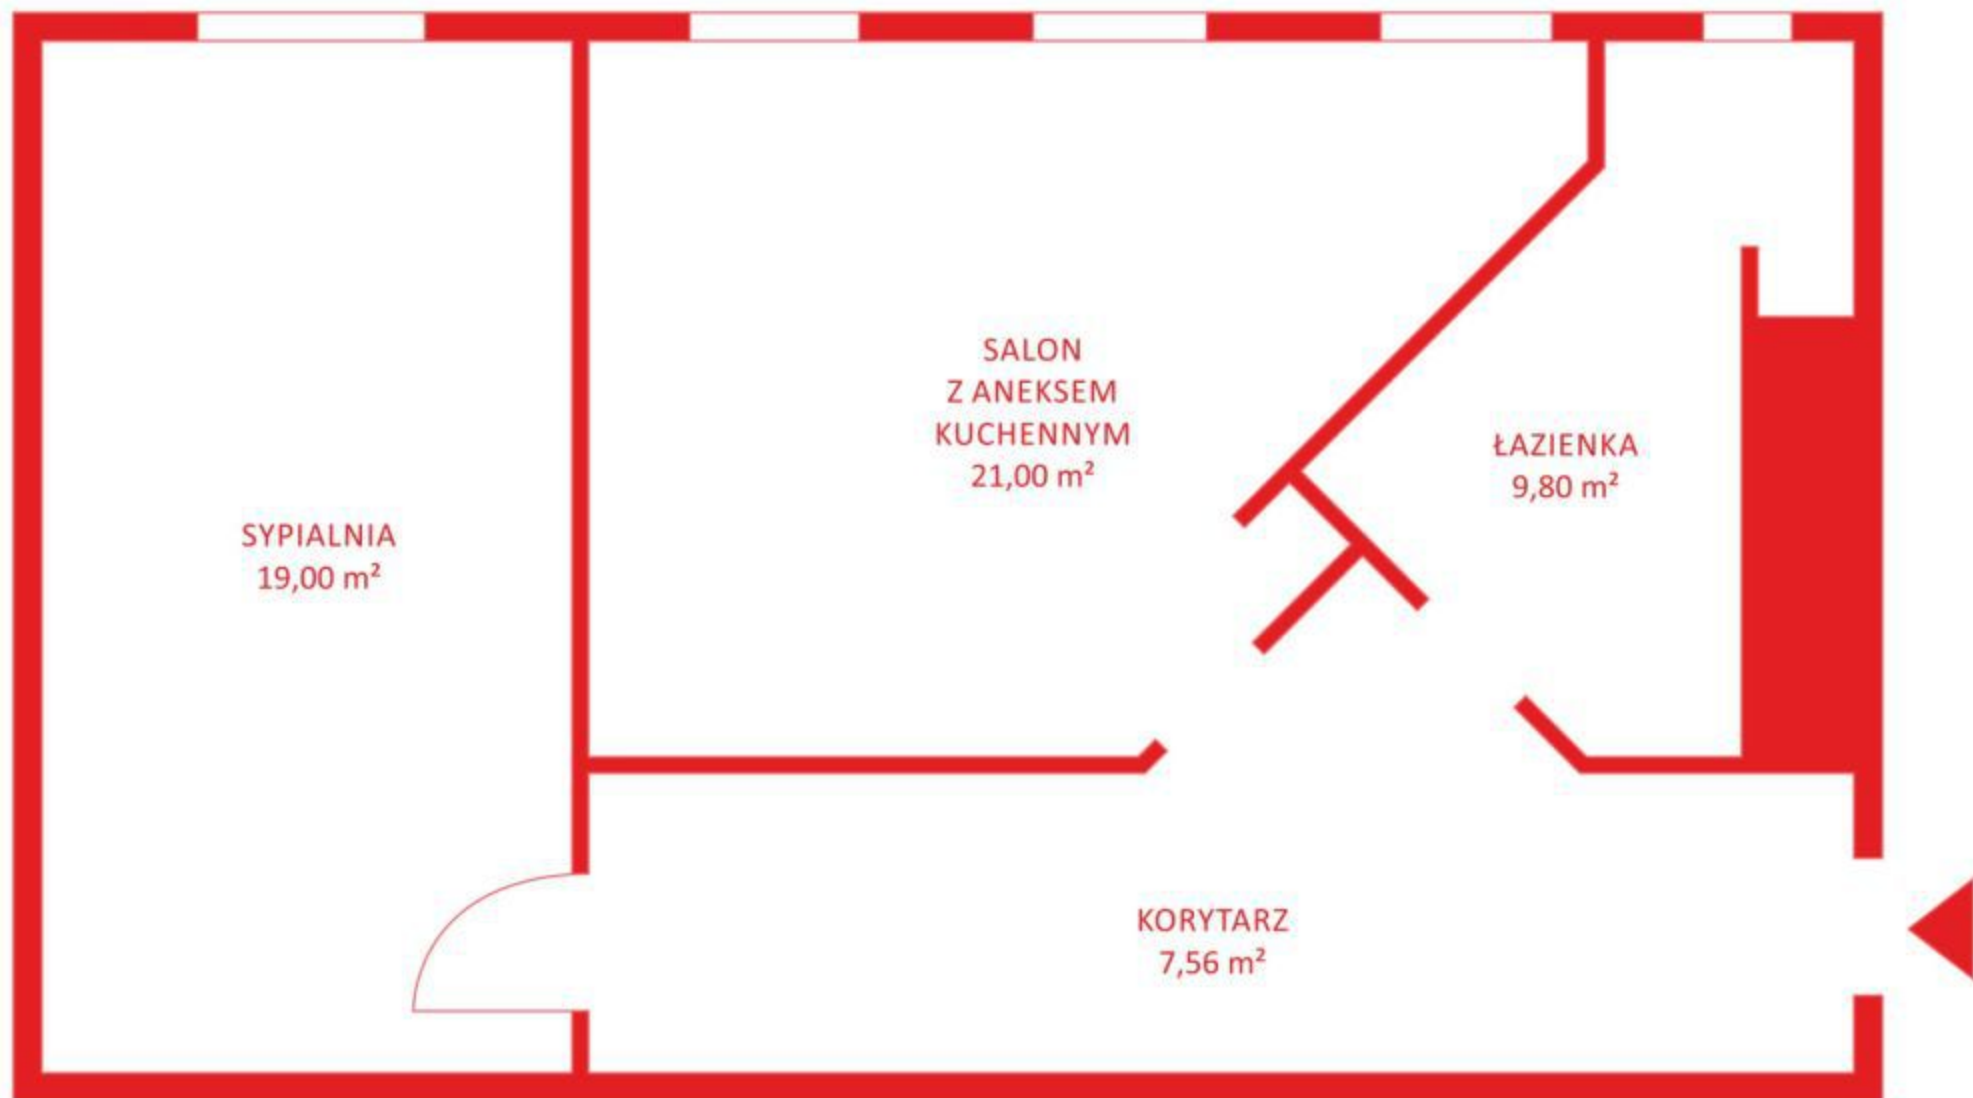 SALON
Z ANEKSEM
KUCHENNYM
21,00 m²
ŁAZIENKA
9,80 m²
SYPIALNIA
19,00 m²
KORYTARZ
7,56 m²